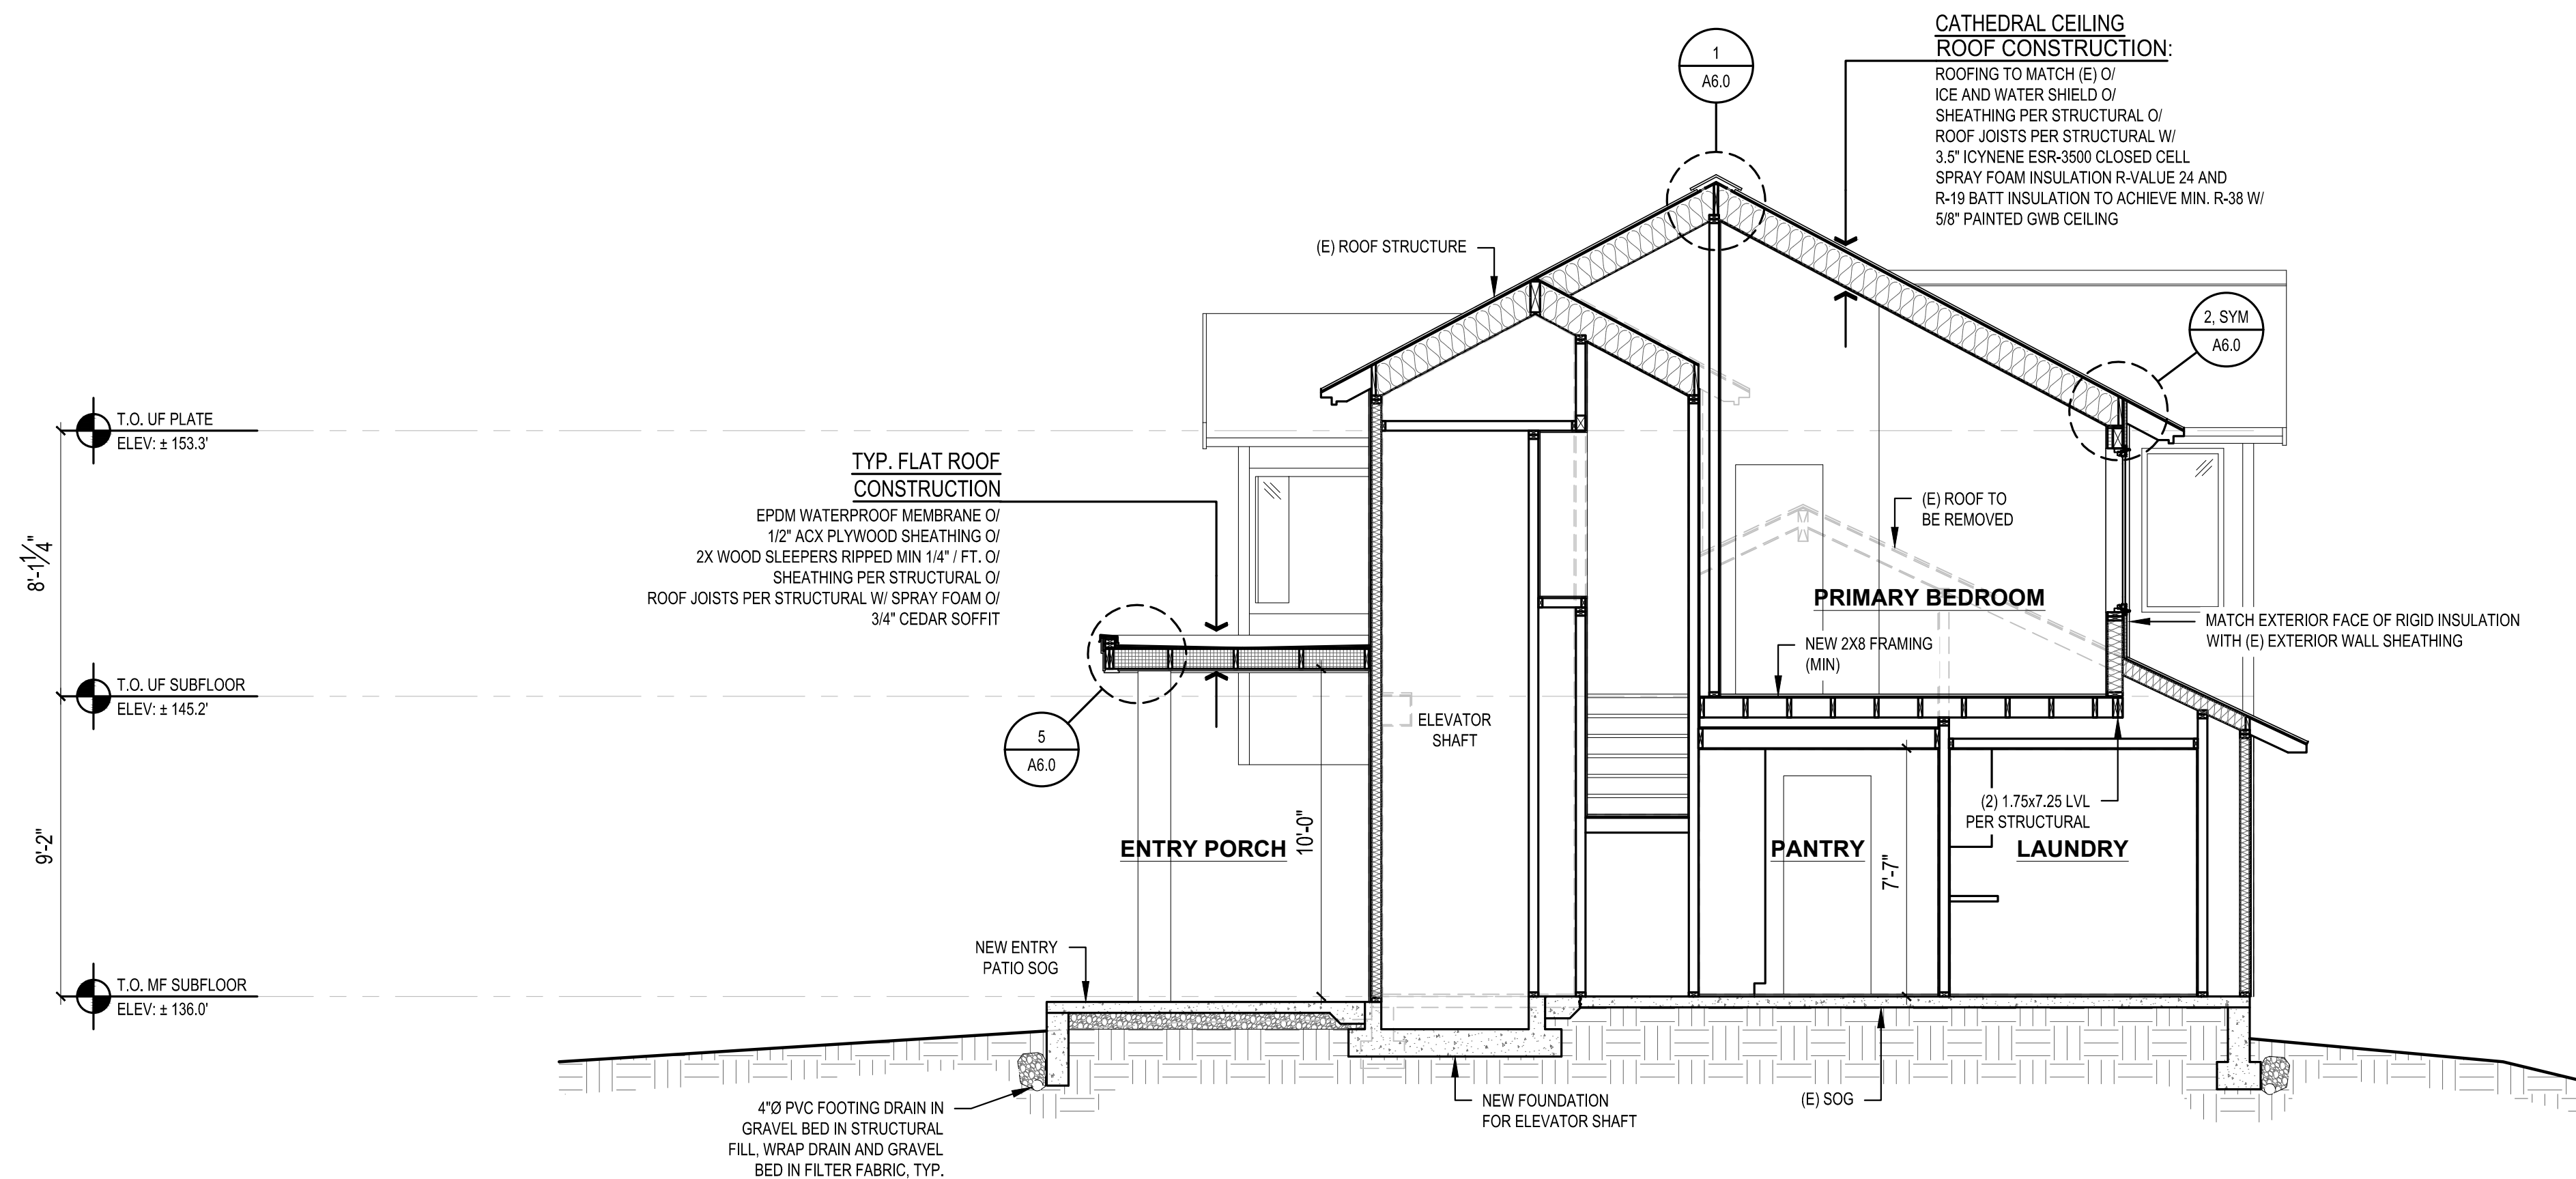 CATHEDRAL CEILING
ROOF CONSTRUCTION:
ROOFING TO MATCH (E) O/
ICE AND WATER SHIELD O/
SHEATHING PER STRUCTURAL O/
ROOF JOISTS PER STRUCTURAL W/
3.5" ICYNENE ESR-3500 CLOSED CELL
SPRAY FOAM INSULATION R-VALUE 24 AND
R-19 BATT INSULATION TO ACHIEVE MIN. R-38 W/
5/8" PAINTED GWB CEILING
1
A6.0
(E) ROOF STRUCTURE
2, SYM
A6.0
T.O. UF PLATE
ELEV: ± 153.3'
TYP. FLAT ROOF
CONSTRUCTION
EPDM WATERPROOF MEMBRANE O/
1/2" ACX PLYWOOD SHEATHING O/
2X WOOD SLEEPERS RIPPED MIN 1/4" / FT. O/
SHEATHING PER STRUCTURAL O/
ROOF JOISTS PER STRUCTURAL W/ SPRAY FOAM O/
3/4" CEDAR SOFFIT
(E) ROOF TO
BE REMOVED
8'-1 1/4"
PRIMARY BEDROOM
MATCH EXTERIOR FACE OF RIGID INSULATION
WITH (E) EXTERIOR WALL SHEATHING
NEW 2X8 FRAMING
(MIN)
T.O. UF SUBFLOOR
ELEV: ± 145.2'
ELEVATOR
SHAFT
5
A6.0
(2) 1.75x7.25 LVL
PER STRUCTURAL
9'-2"
ENTRY PORCH
10'-0"
PANTRY
7'-7"
LAUNDRY
NEW ENTRY
PATIO SOG
T.O. MF SUBFLOOR
ELEV: ± 136.0'
4"Ø PVC FOOTING DRAIN IN
GRAVEL BED IN STRUCTURAL
FILL, WRAP DRAIN AND GRAVEL
BED IN FILTER FABRIC, TYP.
NEW FOUNDATION
FOR ELEVATOR SHAFT
(E) SOG